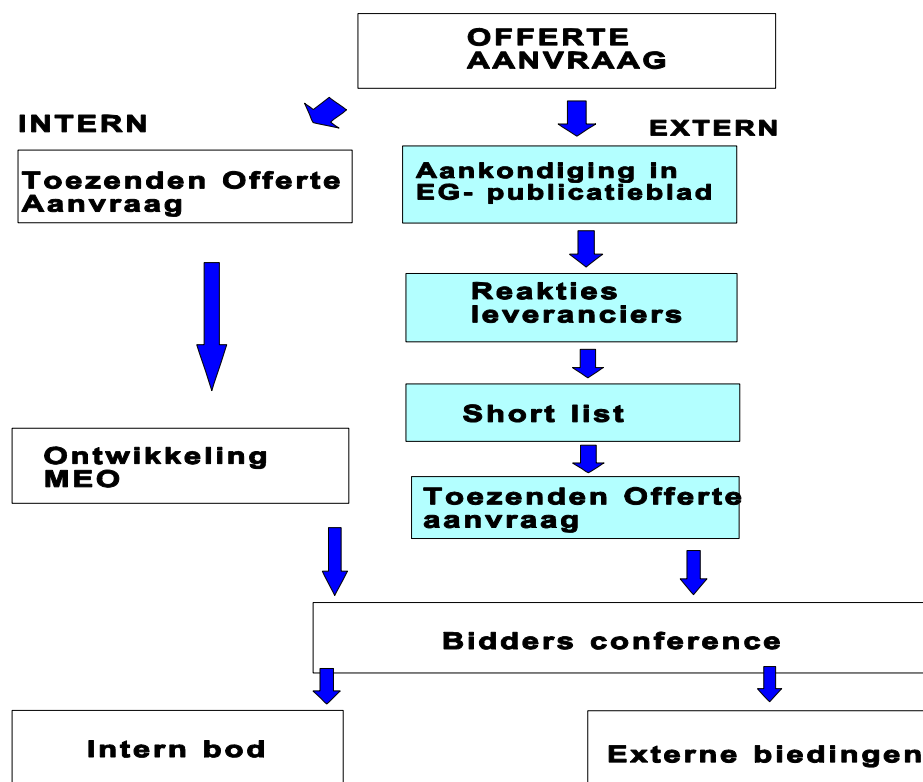 OFFERTE
AANVRAAG
INTERN
EXTERN
Toezenden Offerte
Aanvraag
Aankondiging in
EG- publicatieblad
Reakties
leveranciers
Short list
Ontwikkeling
MEO
Toezenden Offerte
aanvraag
Bidders conference
Intern bod
Externe biedingen